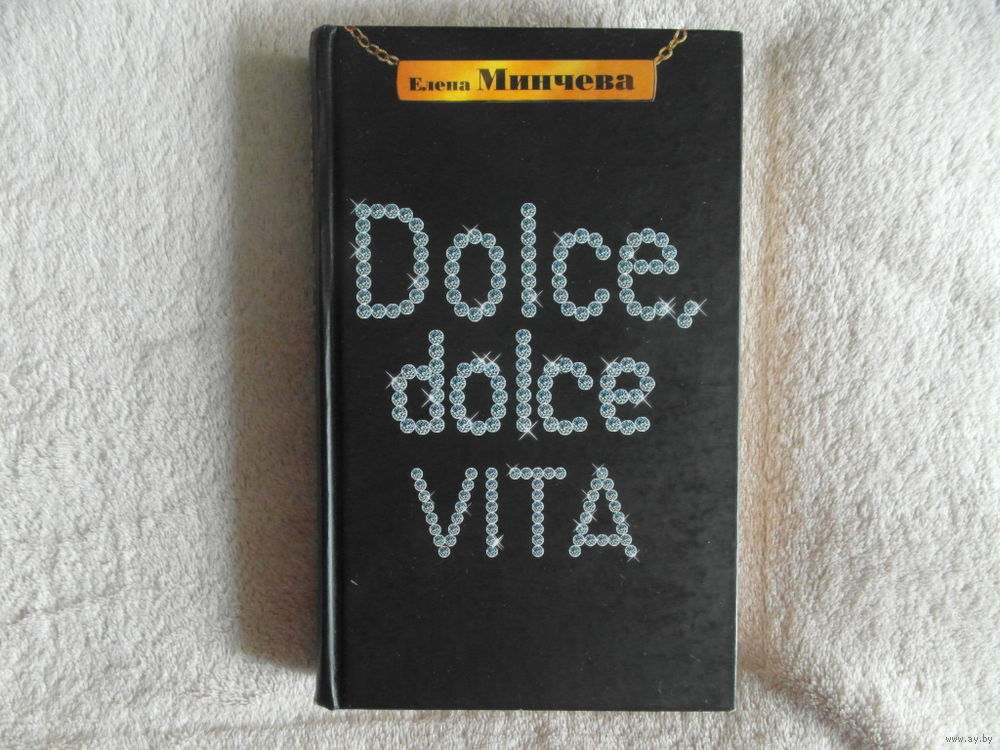 Елена Минчева
Dolce,
dolce
VITA
www.ay.by